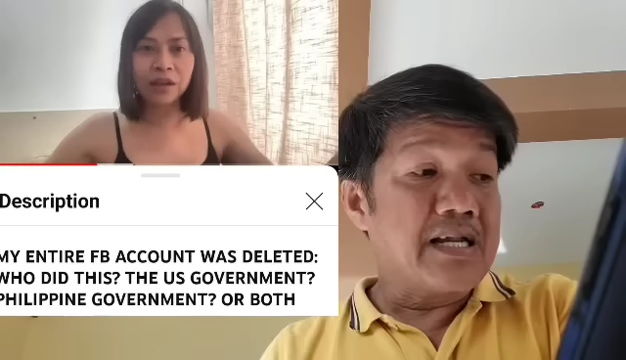 Description
MY ENTIRE FB ACCOUNT WAS DELETED:
WHO DID THIS? THE US GOVERNMENT?
PHILIPPINE GOVERNMENT? OR BOTH